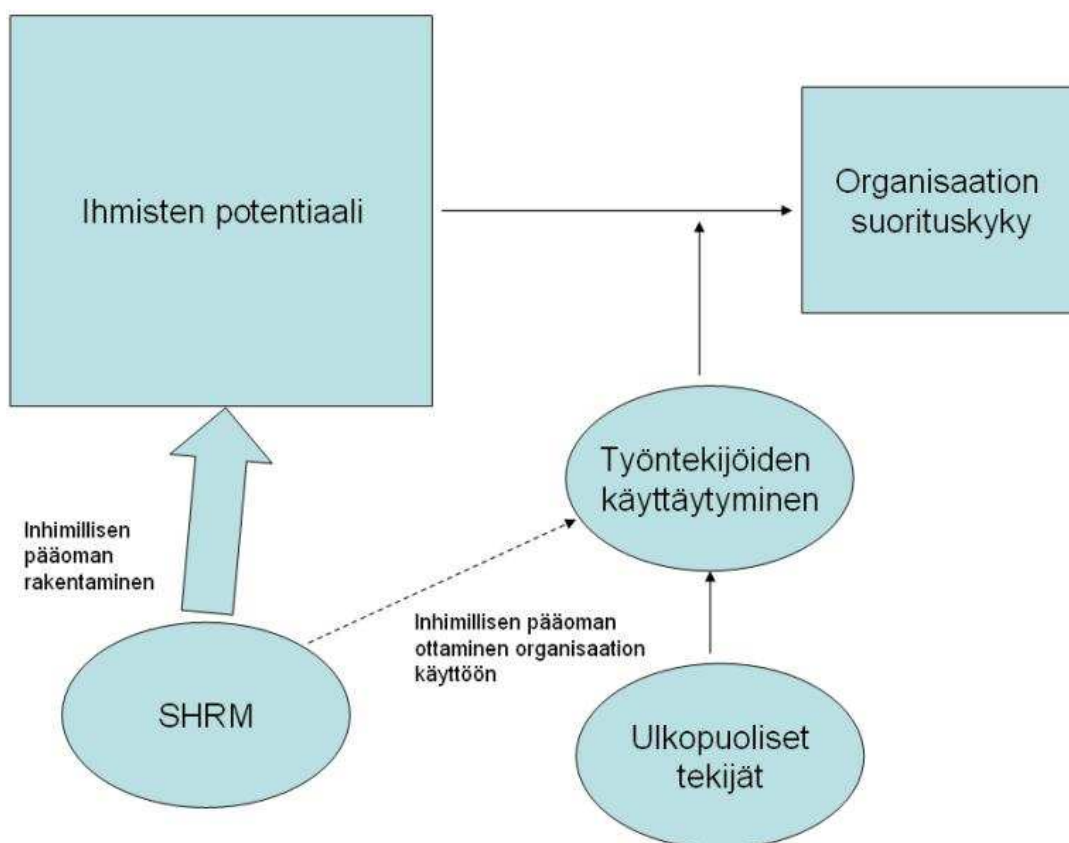 Ihmisten potentiaali
Organisaation
suorituskyky
Työntekijöiden
käyttäytyminen
Inhimillisen
pääoman
rakentaminen
Inhimillisen pääoman
ottaminen organisaation
käyttöön
SHRM
Ulkopuoliset
tekijät